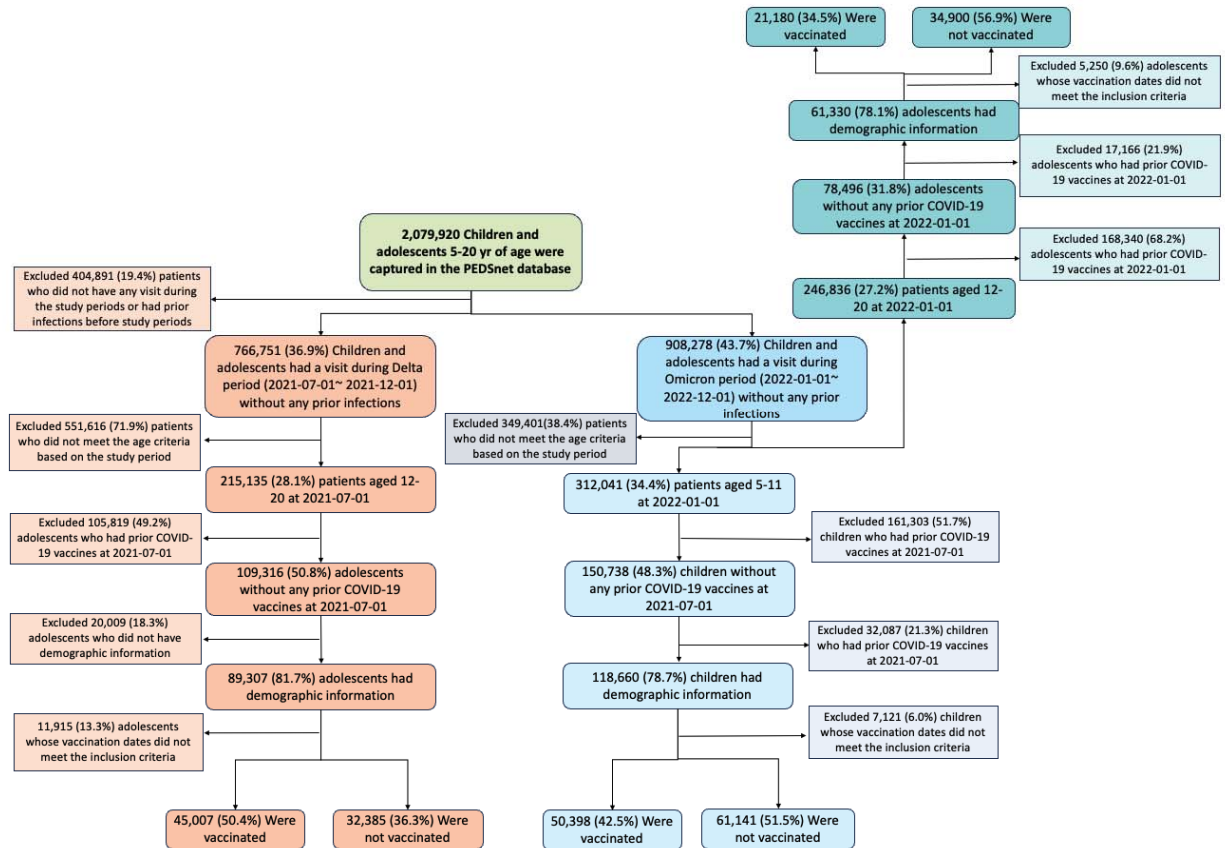 21,180 (34.5%) Were
vaccinated
34,900 (56.9%) Were
not vaccinated
Excluded 5,250 (9.6%) adolescents
whose vaccination dates did not
meet the inclusion criteria
61,330 (78.1%) adolescents had
demographic information
Excluded 17,166 (21.9%)
adolescents who had prior COVID-
19 vaccines at 2022-01-01
78,496 (31.8%) adolescents
without any prior COVID-19
vaccines at 2022-01-01
Excluded 168,340 (68.2%)
adolescents who had prior COVID-
19 vaccines at 2022-01-01
246,836 (27.2%) patients aged 12-
20 at 2022-01-01
2,079,920 Children and
adolescents 5-20 yr of age were
captured in the PEDSnet database
Excluded 404,891 (19.4%) patients
who did not have any visit during
the study periods or had prior
infections before study periods
766,751 (36.9%) Children and
adolescents had a visit during Delta
period (2021-07-01~ 2021-12-01)
without any prior infections
908,278 (43.7%) Children and
adolescents had a visit during
Omicron period (2022-01-01~
2022-12-01) without any prior
infections
Excluded 551,616 (71.9%) patients
who did not meet the age criteria
based on the study period
Excluded 349,401(38.4%) patients
who did not meet the age criteria
based on the study period
215,135 (28.1%) patients aged 12-
20 at 2021-07-01
312,041 (34.4%) patients aged 5-11
at 2022-01-01
Excluded 105,819 (49.2%)
adolescents who had prior COVID-
19 vaccines at 2021-07-01
Excluded 161,303 (51.7%)
children who had prior COVID-19
vaccines at 2021-07-01
109,316 (50.8%) adolescents
without any prior COVID-19
vaccines at 2021-07-01
150,738 (48.3%) children without
any prior COVID-19 vaccines at
2021-07-01
Excluded 20,009 (18.3%)
adolescents who did not have
demographic information
Excluded 32,087 (21.3%) children
who had prior COVID-19 vaccines
at 2021-07-01
89,307 (81.7%) adolescents had
demographic information
118,660 (78.7%) children had
demographic information
11,915 (13.3%) adolescents
whose vaccination dates did not
meet the inclusion criteria
Excluded 7,121 (6.0%) children
whose vaccination dates did not
meet the inclusion criteria
45,007 (50.4%) Were
vaccinated
32,385 (36.3%) Were
not vaccinated
50,398 (42.5%) Were
vaccinated
61,141 (51.5%) Were
not vaccinated